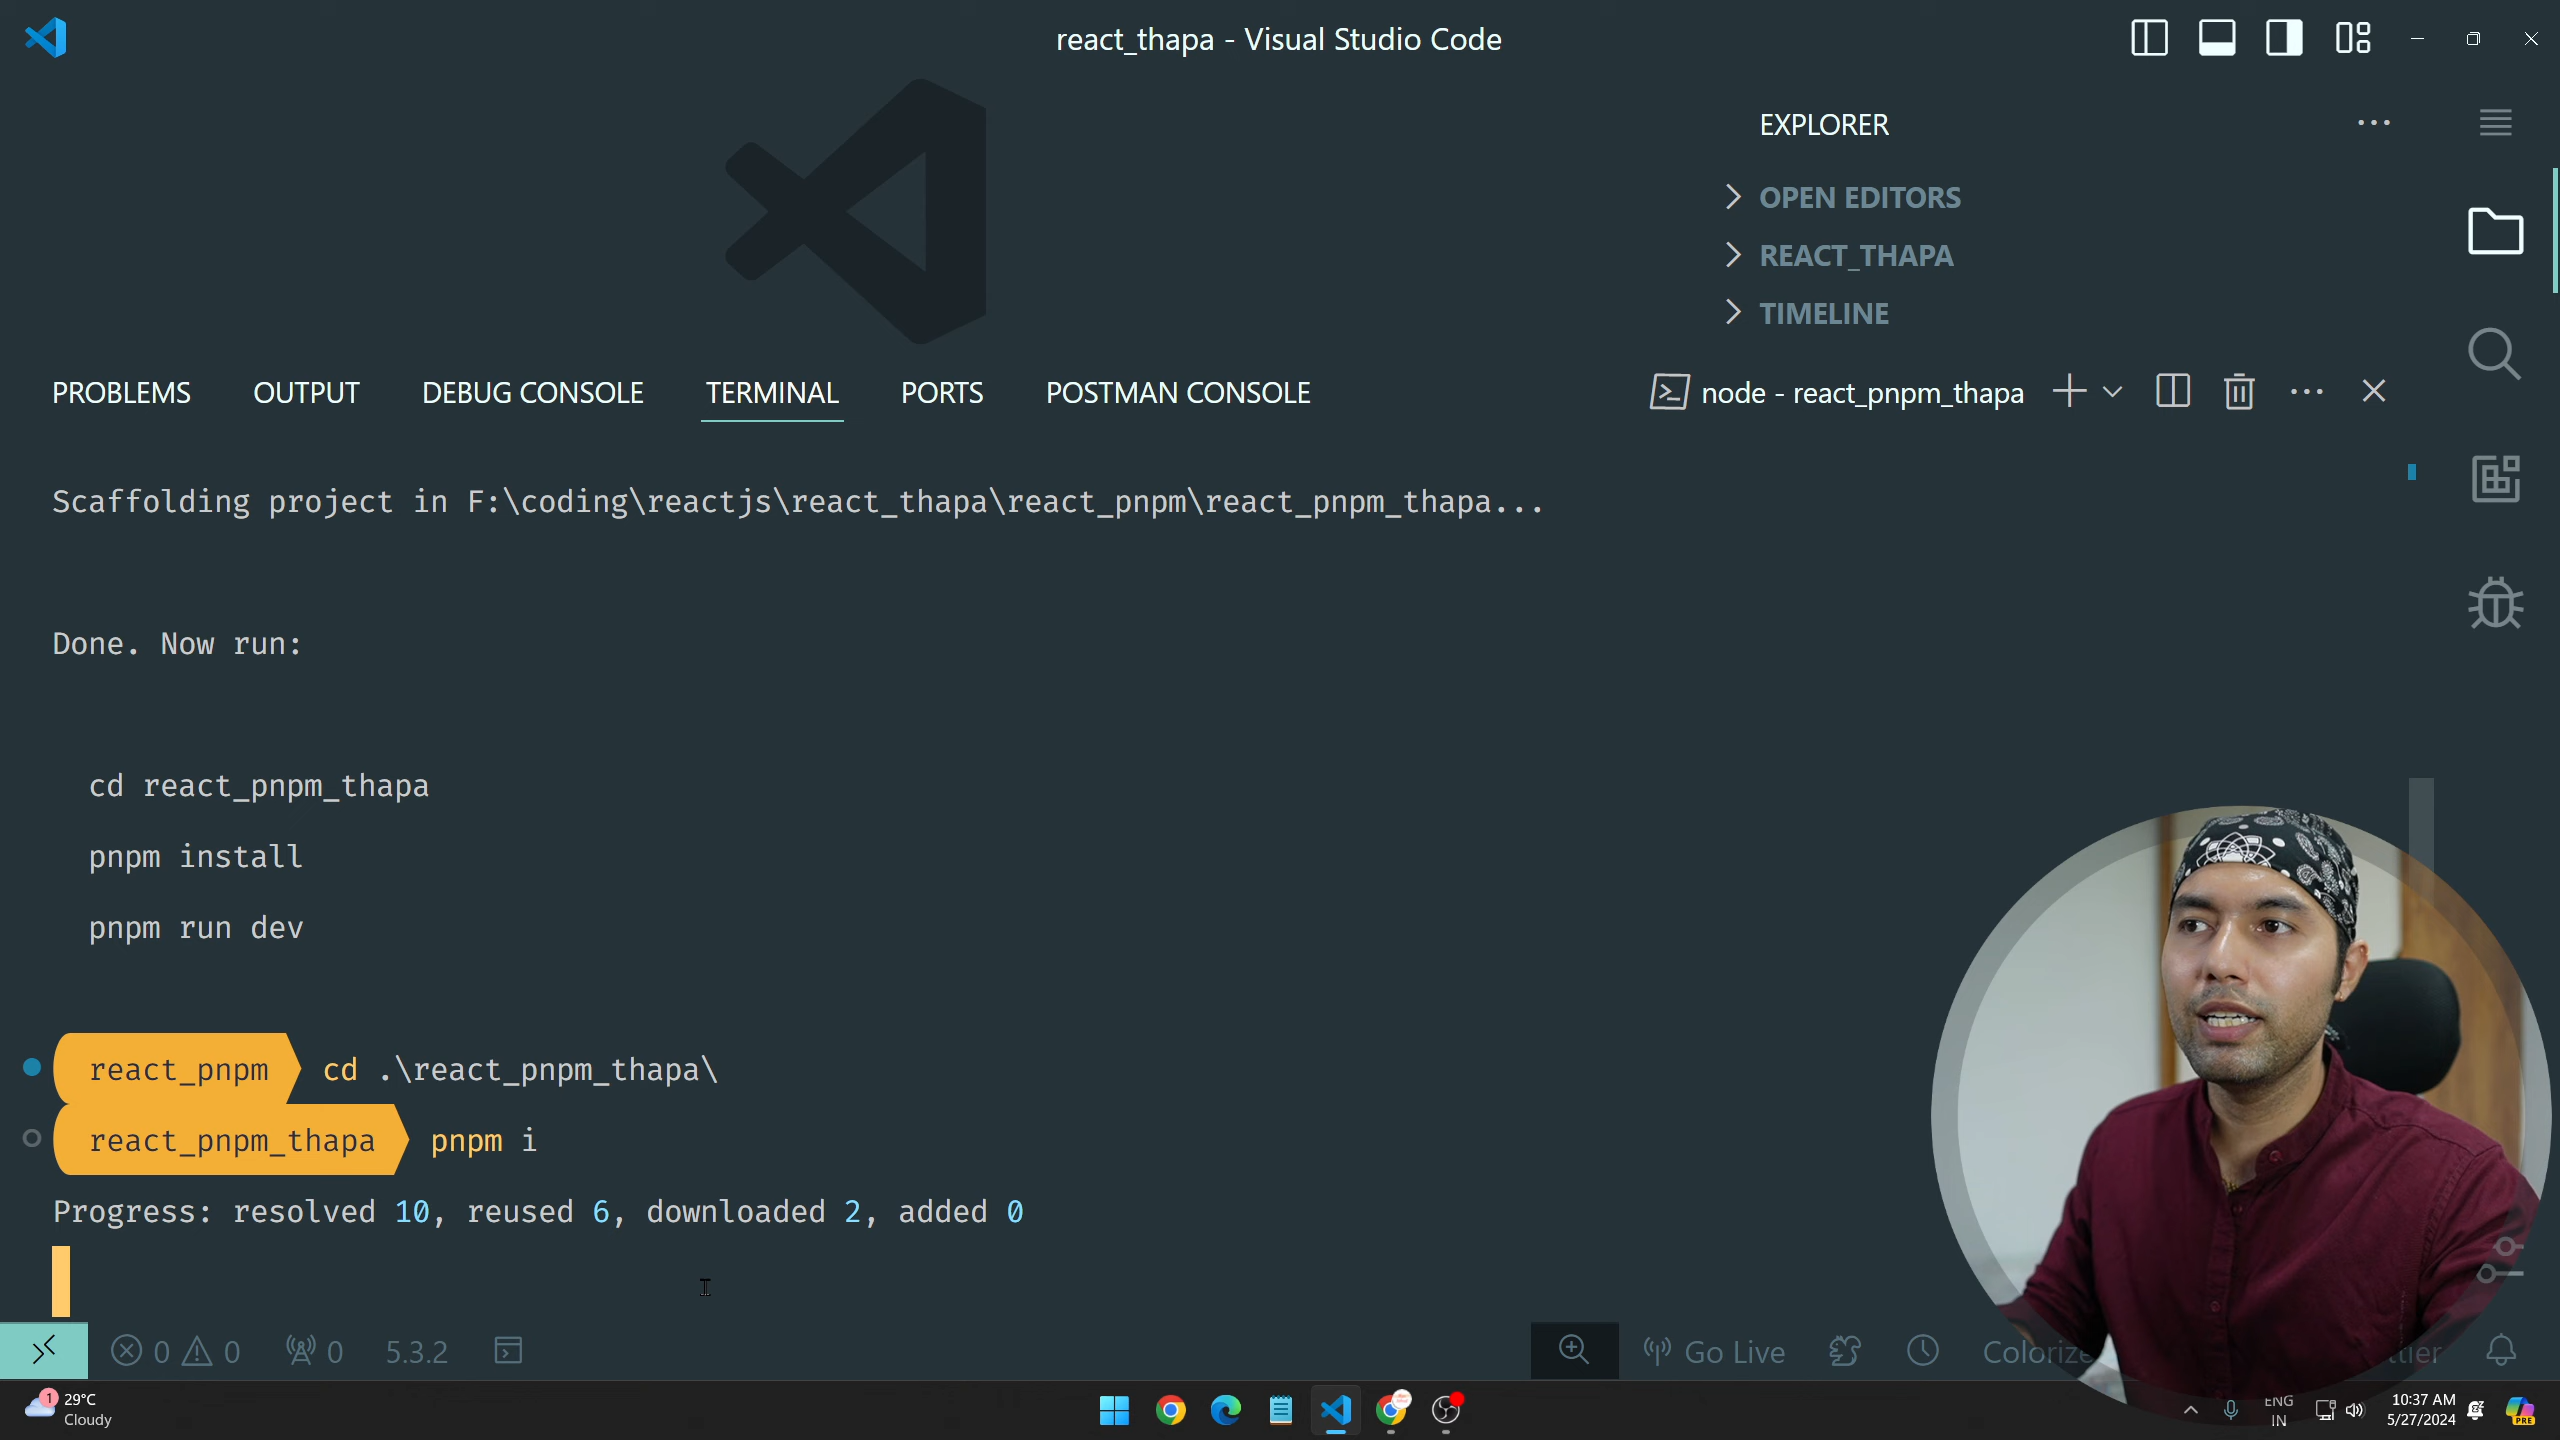 react_thapa - Visual Studio Code
EXPLORER
OPEN EDITORS
REACT_THAPA
TIMELINE
PROBLEMS OUTPUT DEBUG CONSOLE TERMINAL PORTS POSTMAN CONSOLE node - react_pnpm_thapa
Scaffolding project in F:\coding\reactjs\react_thapa\react_pnpm\react_pnpm_thapa...
Done. Now run:
cd react_pnpm_thapa
pnpm install
pnpm run dev
react_pnpm cd .\react_pnpm_thapa\
react_pnpm_thapa pnpm i
Progress: resolved 10, reused 6, downloaded 2, added 0
0 0 0 5.3.2 Go Live
1 29°C
Cloudy
ENG
IN
10:37 AM
5/27/2024
PRE